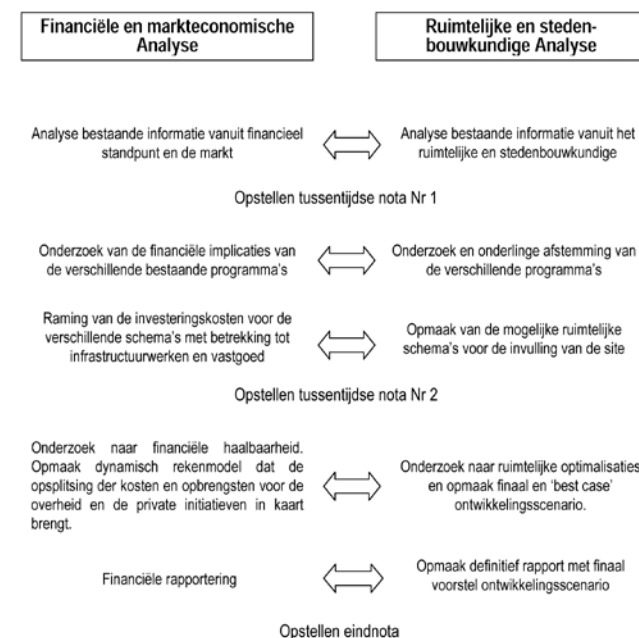 Financiële en markteconomische
Analyse
Ruimtelijke en steden-
bouwkundige Analyse
Analyse bestaande informatie vanuit financieel
standpunt en de markt
Analyse bestaande informatie vanuit het
ruimtelijke en stedenbouwkundige
Opstellen tussentijdse nota Nr 1
Onderzoek van de financiële implicaties van
de verschillende bestaande programma's
Onderzoek en onderlinge afstemming van
de verschillende programma's
Raming van de investeringskosten voor de
verschillende schema's met betrekking tot
infrastructuurwerken en vastgoed
Opmaak van de mogelijke ruimtelijke
schema's voor de invulling van de site
Opstellen tussentijdse nota Nr 2
Onderzoek naar financiële haalbaarheid.
Opmaak dynamisch rekenmodel dat de
opsplitsing der kosten en opbrengsten voor de
overheid en de private initiatieven in kaart
brengt.
Onderzoek naar ruimtelijke optimalisaties
en opmaak finaal en 'best case'
ontwikkelingsscenario.
Financiële rapportering
Opmaak definitief rapport met finaal
voorstel ontwikkelingsscenario
Opstellen eindnota